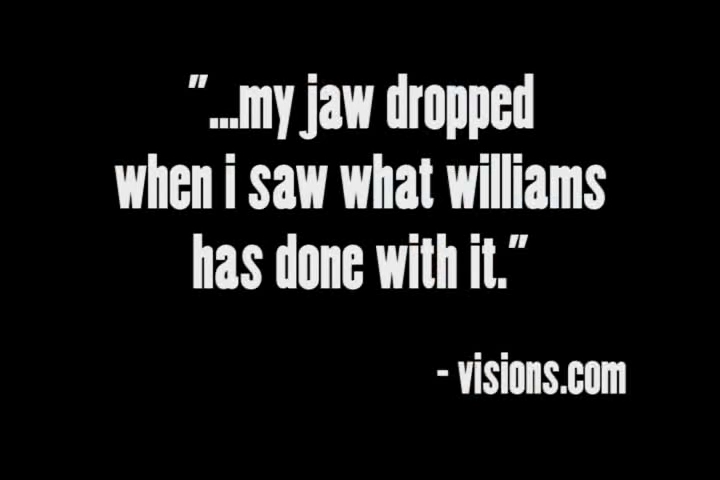 "...my jaw dropped
when i saw what williams
has done with it."
- visions.com